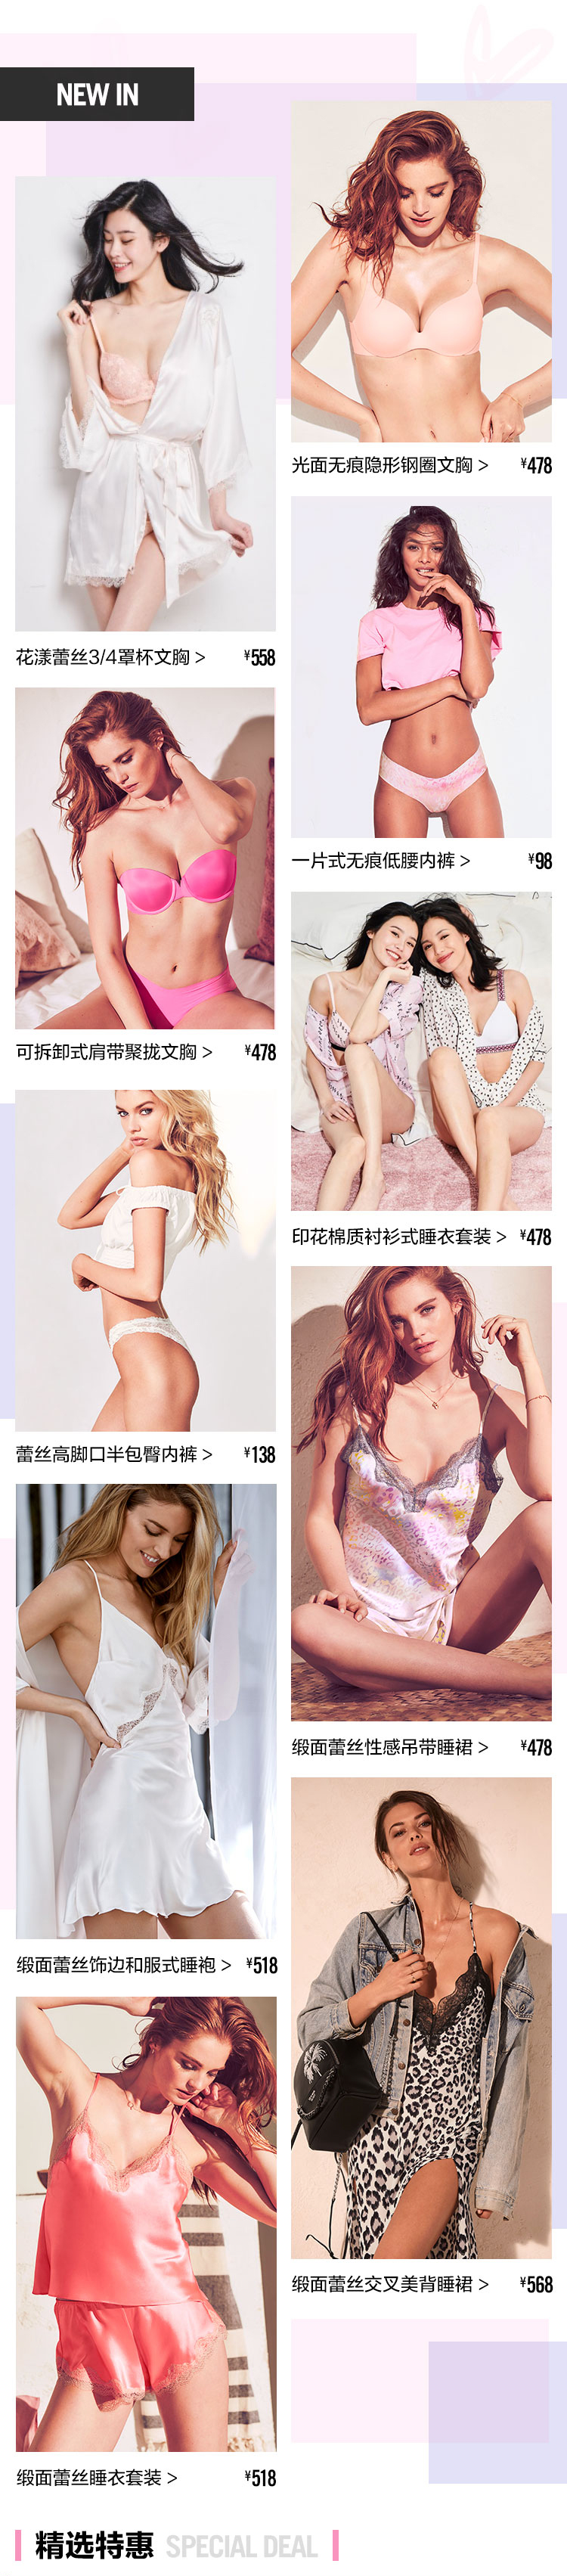 NEW IN
光面无痕隐形钢圈文胸 > ¥478
花漾蕾丝3/4罩杯文胸 > ¥558
一片式无痕低腰内裤 > ¥98
可拆卸式肩带聚拢文胸 > ¥478
印花棉质衬衫式睡衣套装 > ¥478
蕾丝高脚口半包臀内裤 > ¥138
缎面蕾丝性感吊带睡裙 > ¥478
缎面蕾丝饰边和服式睡袍 > ¥518
缎面蕾丝交叉美背睡裙 > ¥568
缎面蕾丝睡衣套装 > ¥518
精选特惠 SPECIAL DEAL